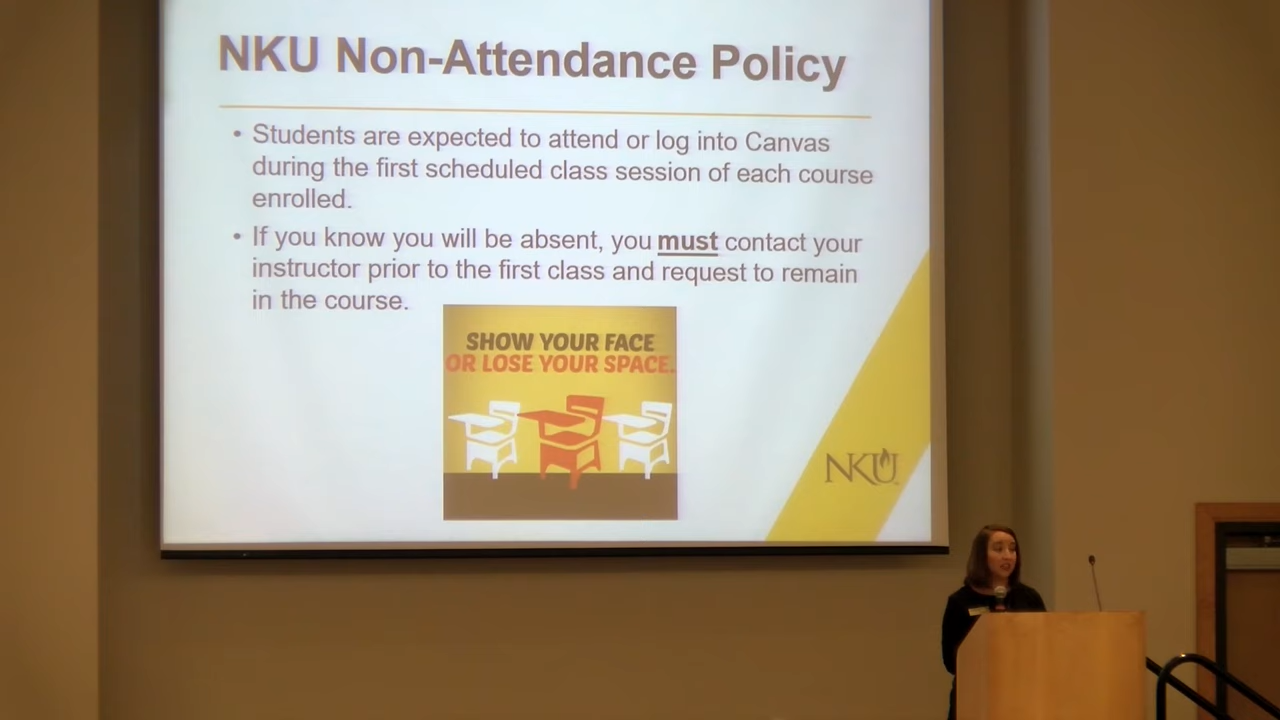 NKU Non-Attendance Policy
• Students are expected to attend or log into Canvas
during the first scheduled class session of each course
enrolled.
• If you know you will be absent, you must contact your
instructor prior to the first class and request to remain
in the course.
SHOW YOUR FACE
OR LOSE YOUR SPACE.
NKU